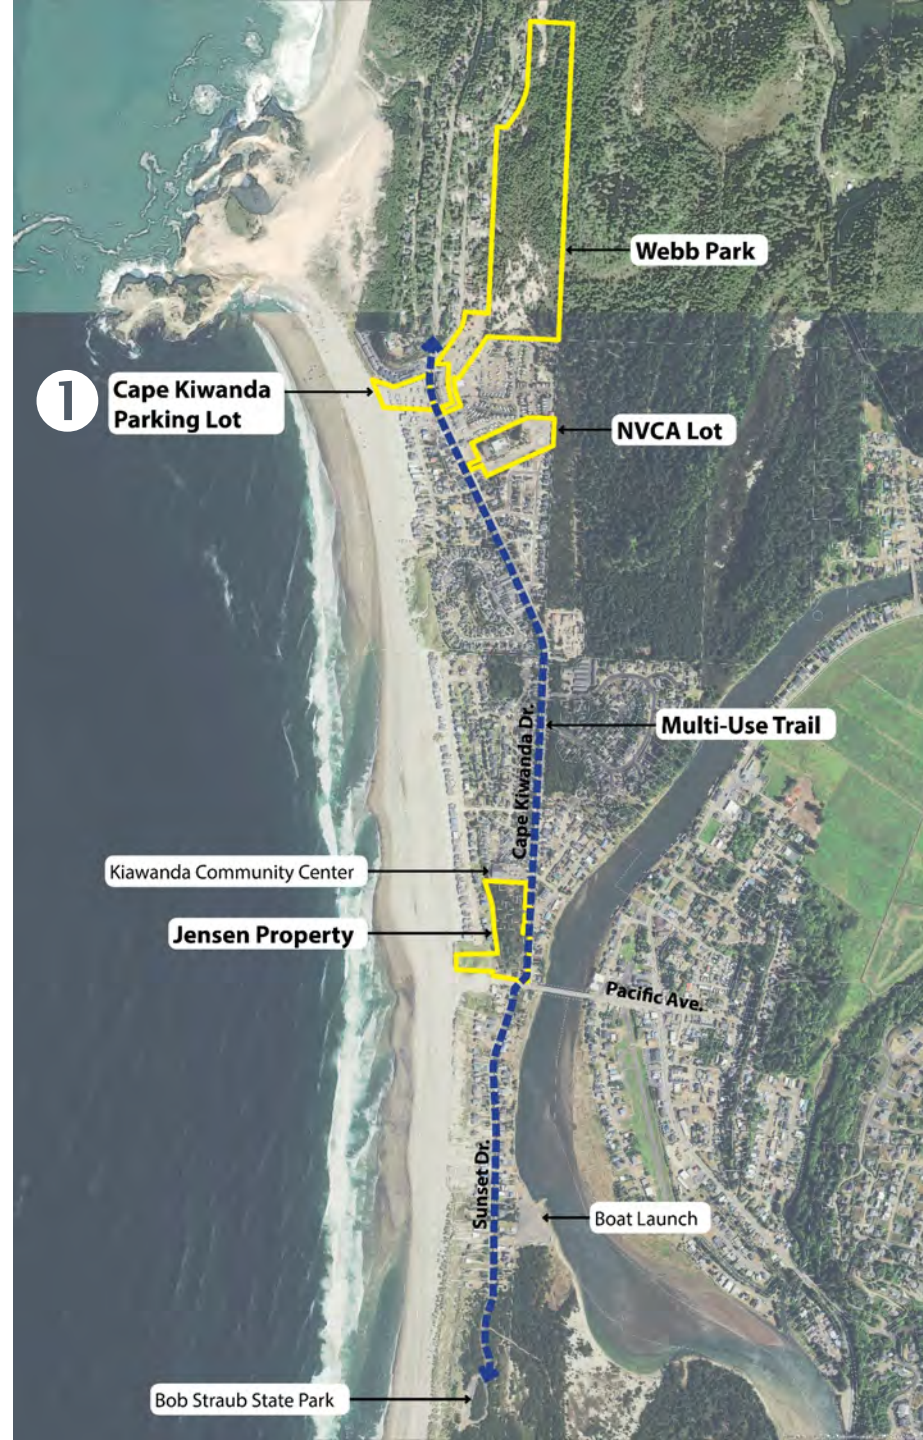 Webb Park
1
Cape Kiwanda
Parking Lot
NVCA Lot
Multi-Use Trail
Cape Kiwanda Dr.
Kiawanda Community Center
Jensen Property
Pacific Ave.
Sunset Dr.
Boat Launch
Bob Straub State Park